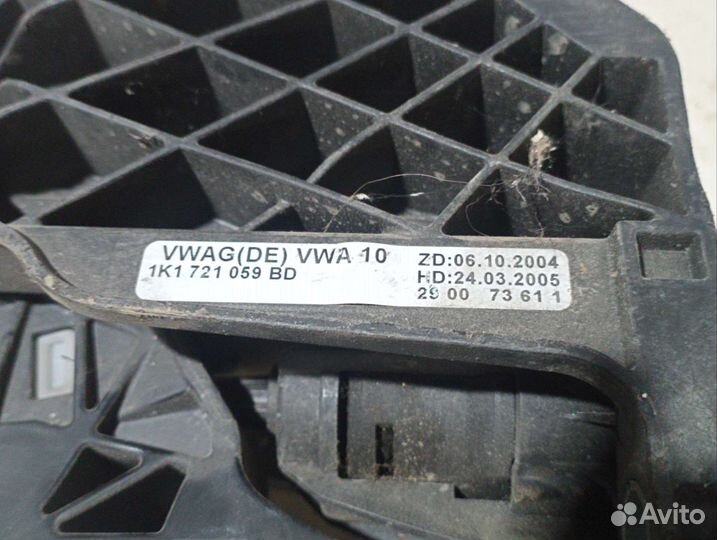 VWAG(DE) VWA 10
1K1 721 059 BD
ZD:06.10.2004
HD:24.03.2005
29 00 73 61 1
Avito